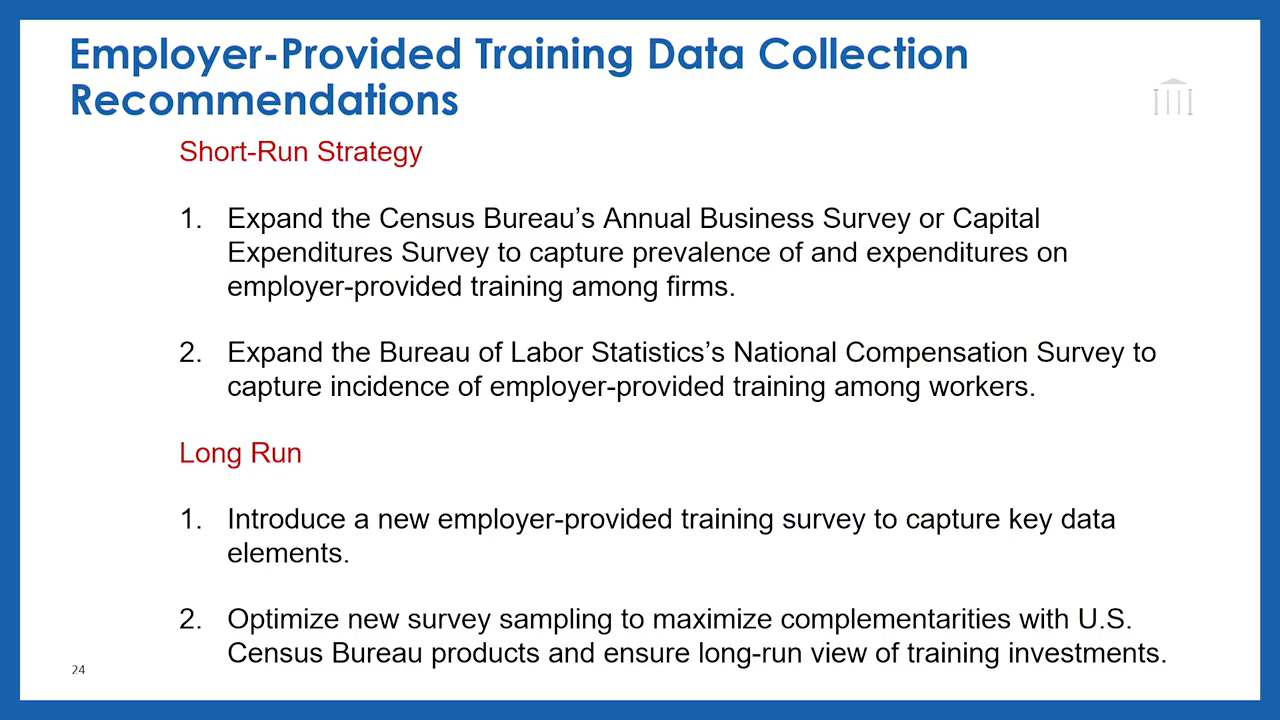 Employer-Provided Training Data Collection
Recommendations
Short-Run Strategy
1. Expand the Census Bureau’s Annual Business Survey or Capital
Expenditures Survey to capture prevalence of and expenditures on
employer-provided training among firms.
2. Expand the Bureau of Labor Statistics’s National Compensation Survey to
capture incidence of employer-provided training among workers.
Long Run
1. Introduce a new employer-provided training survey to capture key data
elements.
2. Optimize new survey sampling to maximize complementarities with U.S.
Census Bureau products and ensure long-run view of training investments.
24